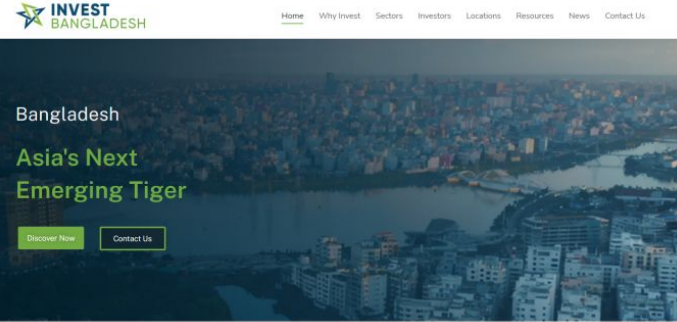 INVEST
BANGLADESH
Home Why Invest Sectors Investors Locations Resources News Contact Us
Bangladesh
Asia's Next
Emerging Tiger
Discover Now Contact Us